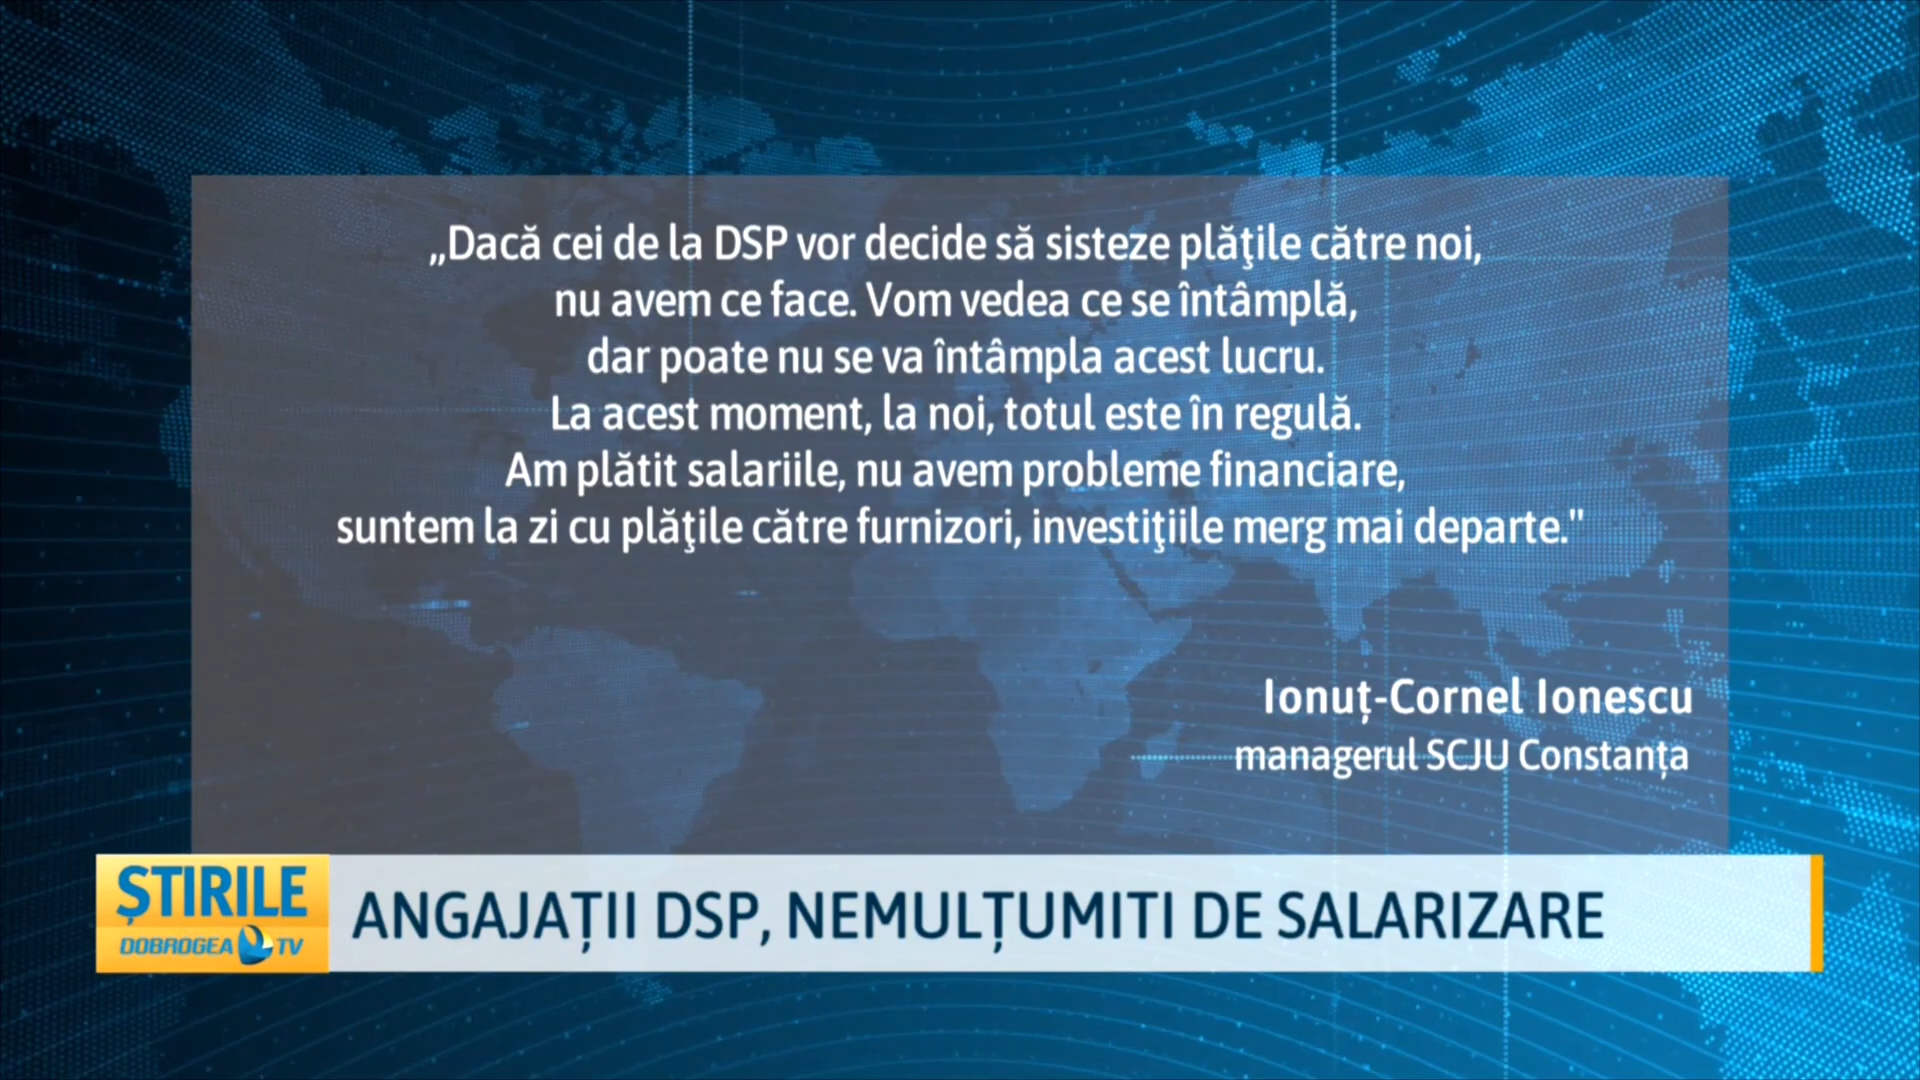 „Dacă cei de la DSP vor decide să sisteze plăţile către noi,
nu avem ce face. Vom vedea ce se întâmplă,
dar poate nu se va întâmpla acest lucru.
La acest moment, la noi, totul este în regulă.
Am plătit salariile, nu avem probleme financiare,
suntem la zi cu plăţile către furnizori, investiţiile merg mai departe."
Ionuț-Cornel Ionescu
managerul SCJU Constanța
ȘTIRILE
DOBROGEA TV
ANGAJAȚII DSP, NEMULȚUMITI DE SALARIZARE